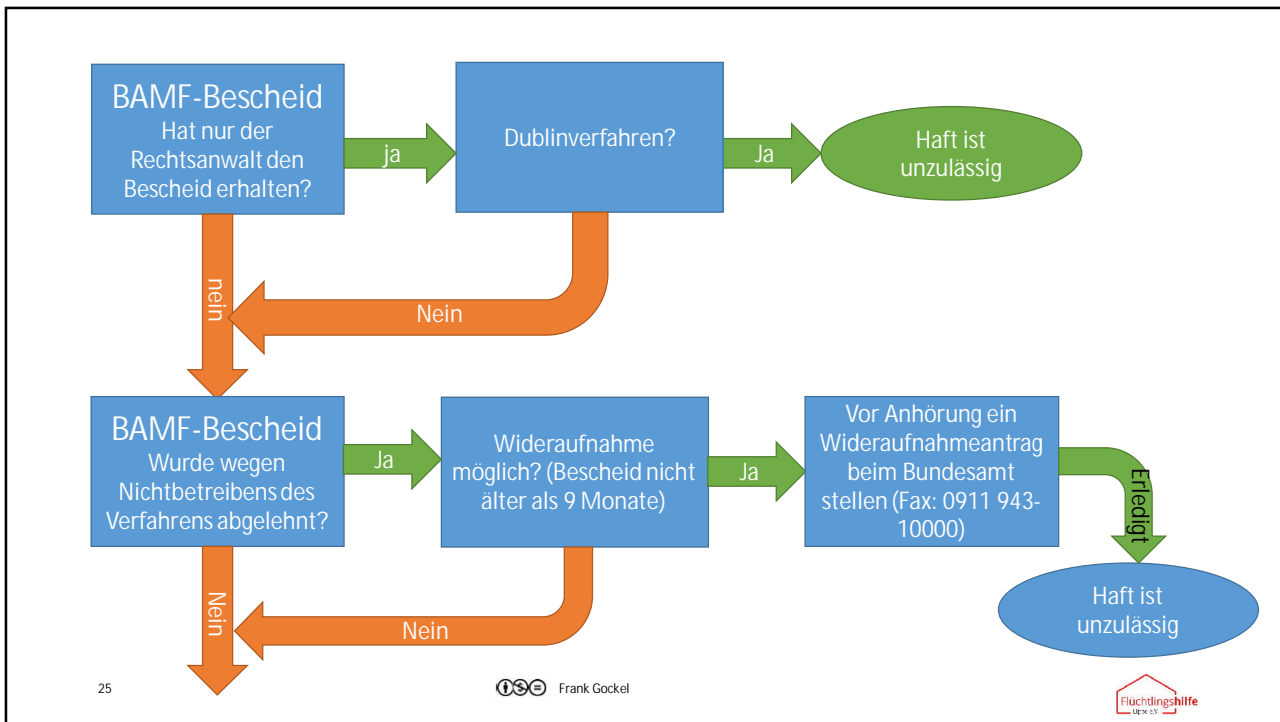 BAMF-Bescheid
Hat nur der
Rechtsanwalt den
Bescheid erhalten?
ja
Dublinverfahren?
Ja
Haft ist
unzulässig
nein
Nein
BAMF-Bescheid
Wurde wegen
Nichtbetreibens des
Verfahrens abgelehnt?
Ja
Wideraufnahme
möglich? (Bescheid nicht
älter als 9 Monate)
Ja
Vor Anhörung ein
Wideraufnahmeantrag
beim Bundesamt
stellen (Fax: 0911 943-
10000)
Erledigt
Haft ist
unzulässig
Nein
Nein
25
Frank Gockel
Flüchtlingshilfe
Lippe e.V.